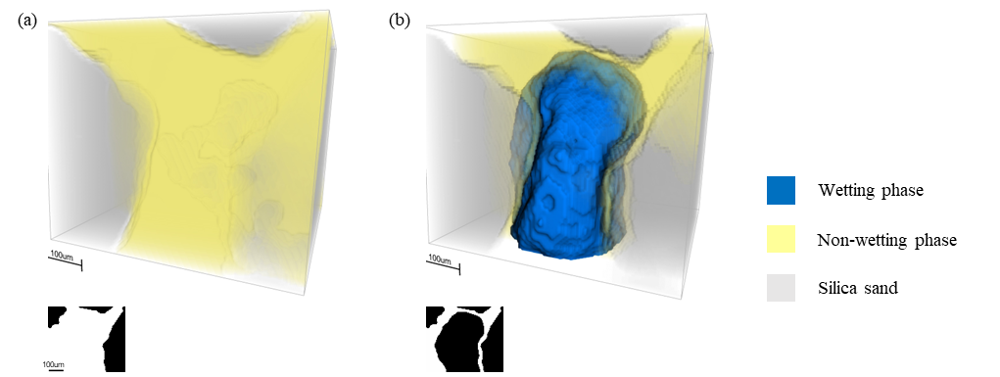 (a)
(b)
100um
100um
Wetting phase
Non-wetting phase
Silica sand
100um